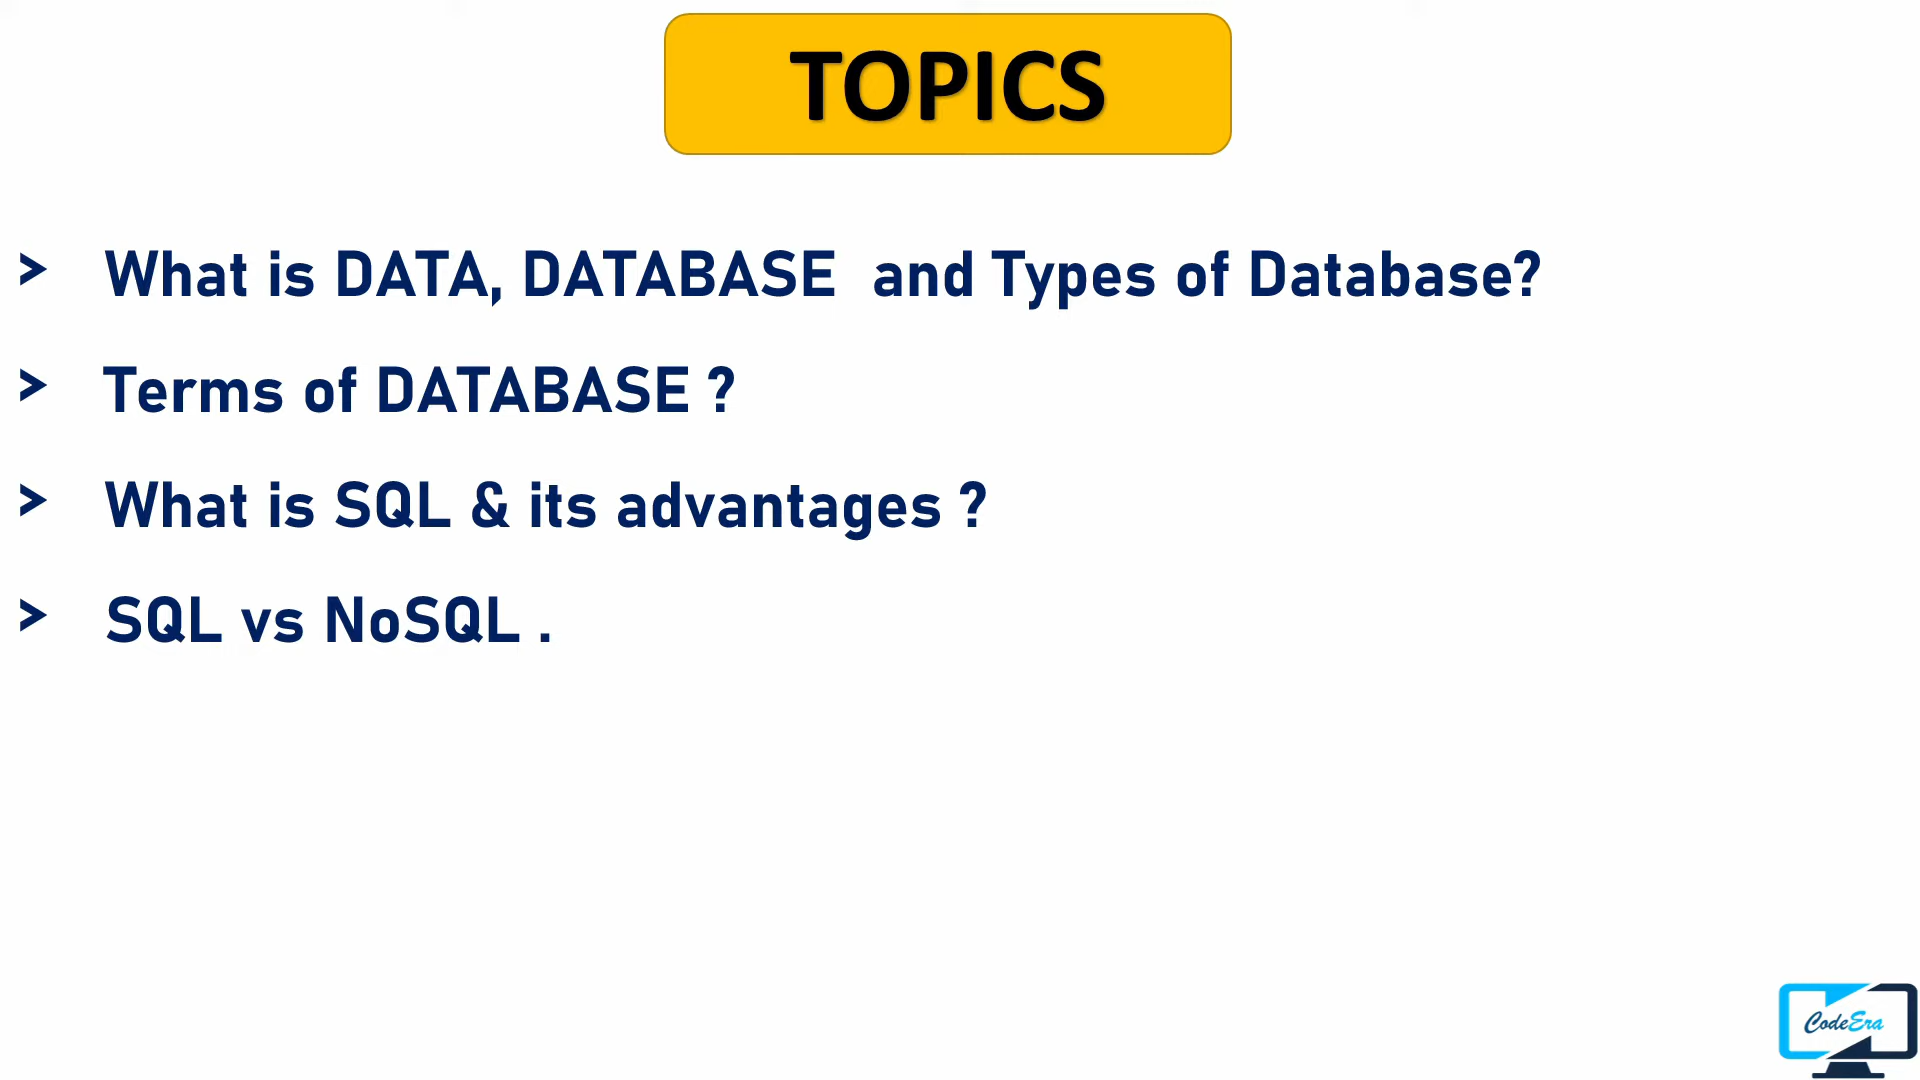 TOPICS
> What is DATA, DATABASE  and Types of Database?
> Terms of DATABASE ?
> What is SQL & its advantages ?
> SQL vs NoSQL .
CodeEra